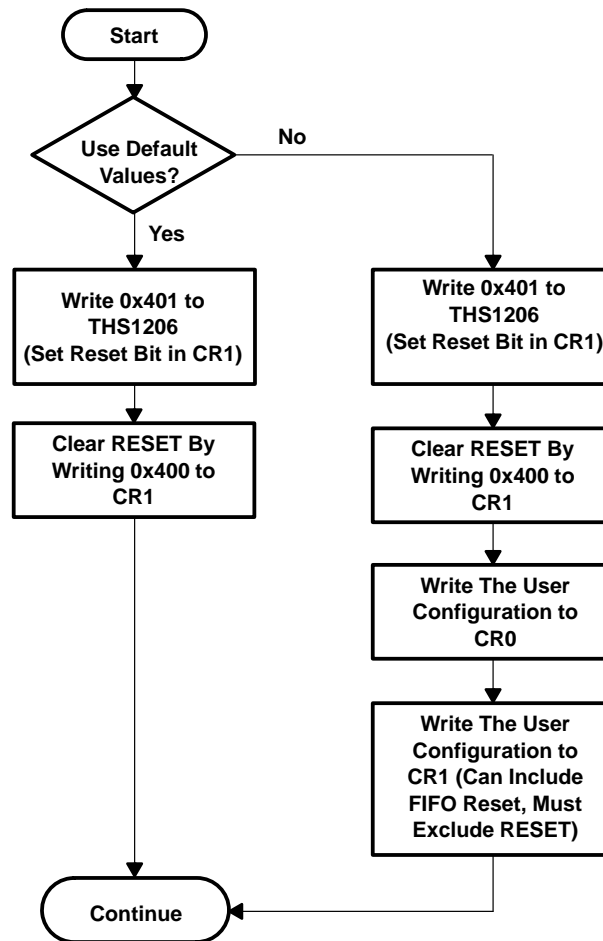 Start
Use Default
Values?
No
Yes
Write 0x401 to
THS1206
(Set Reset Bit in CR1)
Clear RESET By
Writing 0x400 to
CR1
Write 0x401 to
THS1206
(Set Reset Bit in CR1)
Clear RESET By
Writing 0x400 to
CR1
Write The User
Configuration to
CR0
Write The User
Configuration to
CR1 (Can Include
FIFO Reset, Must
Exclude RESET)
Continue